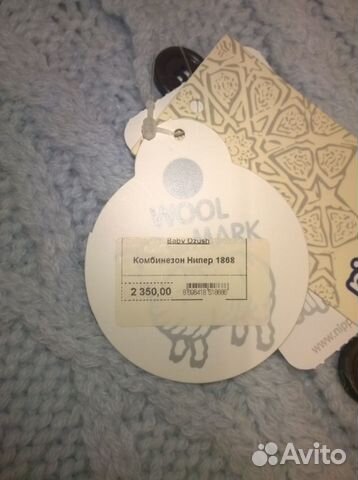 WOOL
MARK
Baby Dzush
Комбинезон Нипер 1868
2 350,00
Avito